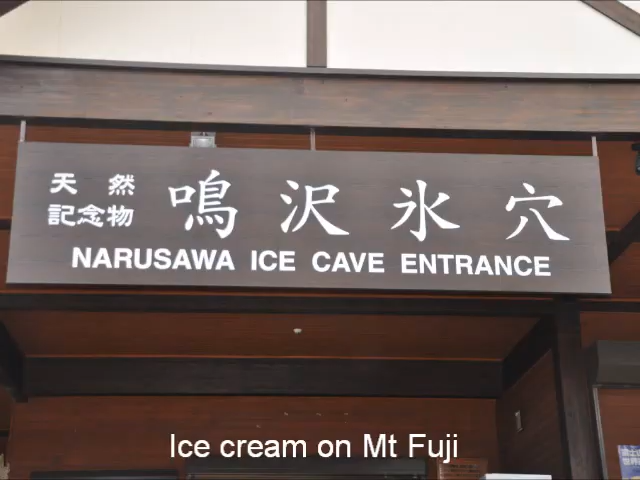 天然
記念物
鳴沢氷穴
NARUSAWA ICE CAVE ENTRANCE
Ice cream on Mt Fuji